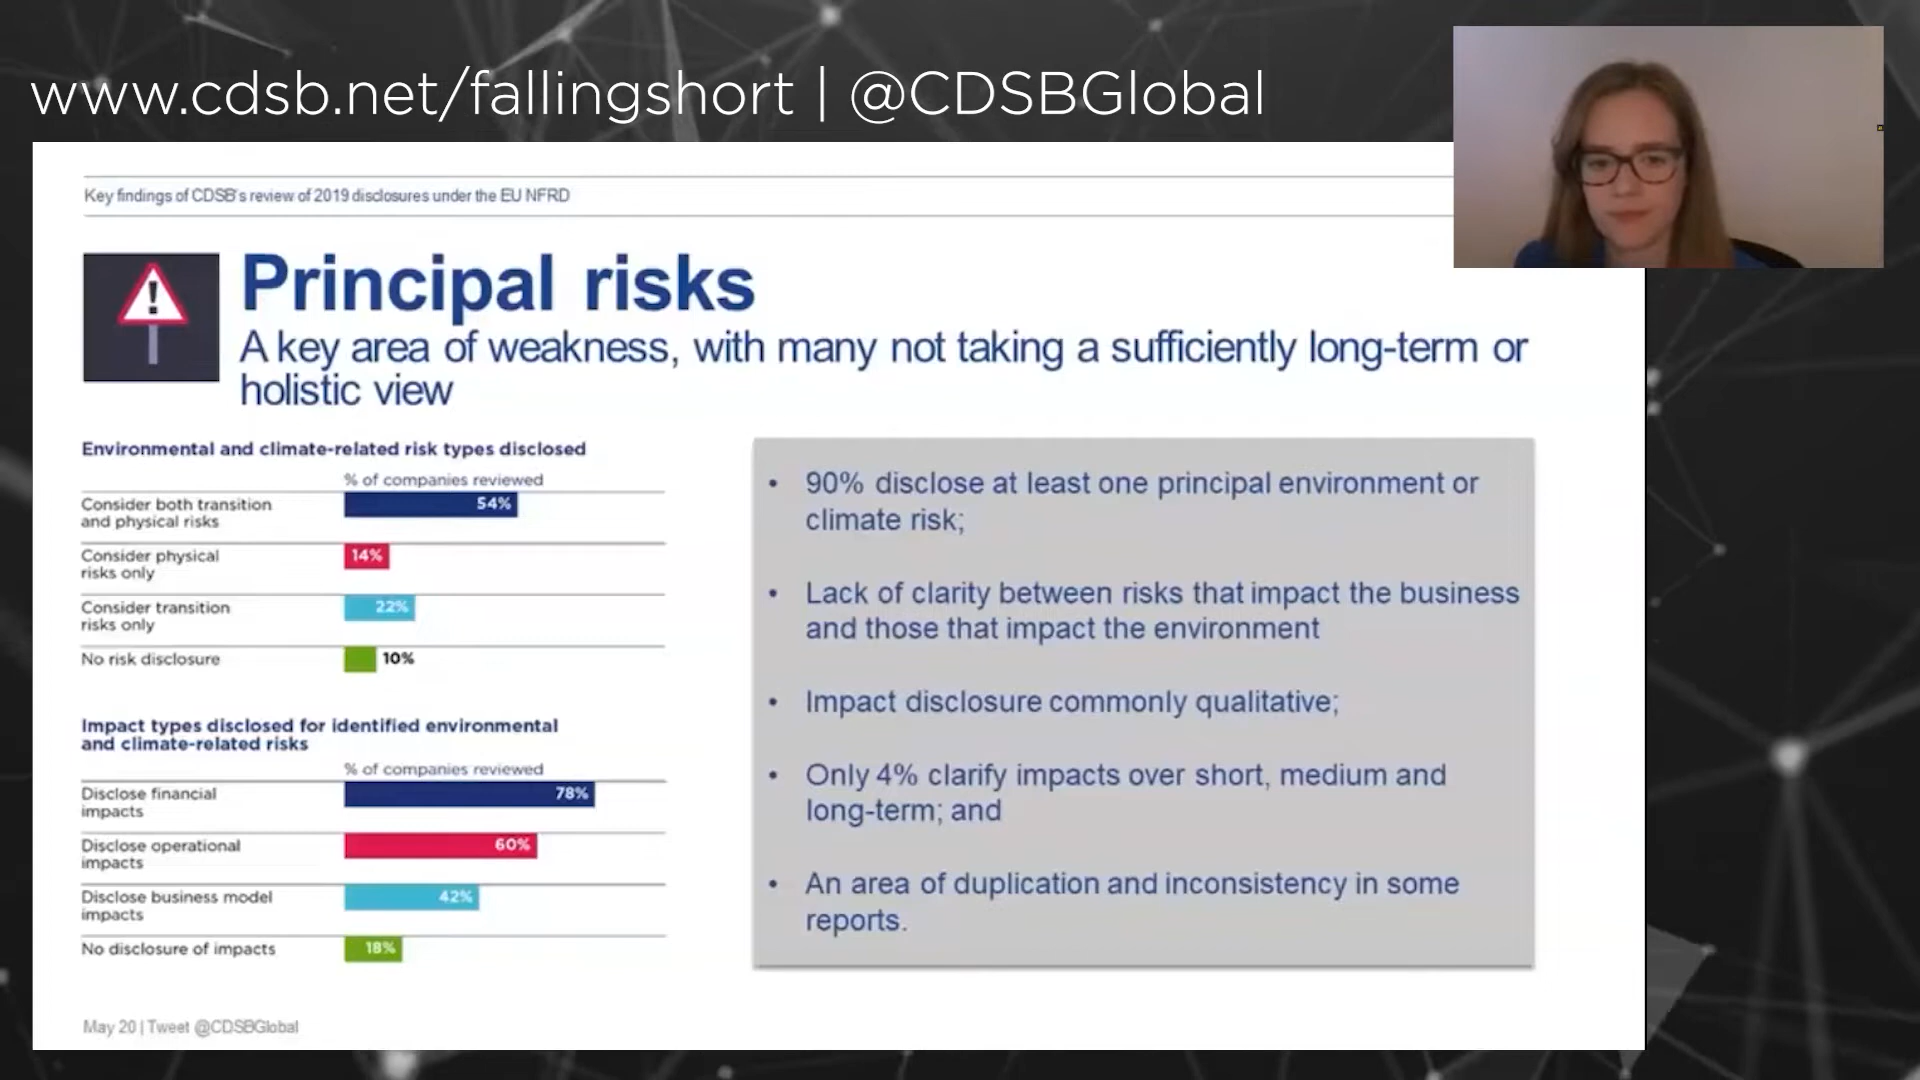 www.cdsb.net/fallingshort | @CDSBGlobal
Key findings of CDSB's review of 2019 disclosures under the EU NFRD
!
Principal risks
A key area of weakness, with many not taking a sufficiently long-term or
holistic view
Environmental and climate-related risk types disclosed
% of companies reviewed
Consider both transition
and physical risks
54%
Consider physical
risks only
14%
Consider transition
risks only
22%
No risk disclosure
10%
Impact types disclosed for identified environmental
and climate-related risks
% of companies reviewed
Disclose financial
impacts
78%
Disclose operational
impacts
60%
Disclose business model
impacts
42%
No disclosure of impacts
18%
• 90% disclose at least one principal environment or
climate risk;
• Lack of clarity between risks that impact the business
and those that impact the environment
• Impact disclosure commonly qualitative;
• Only 4% clarify impacts over short, medium and
long-term; and
• An area of duplication and inconsistency in some
reports.
May 20 | Tweet @CDSBGlobal